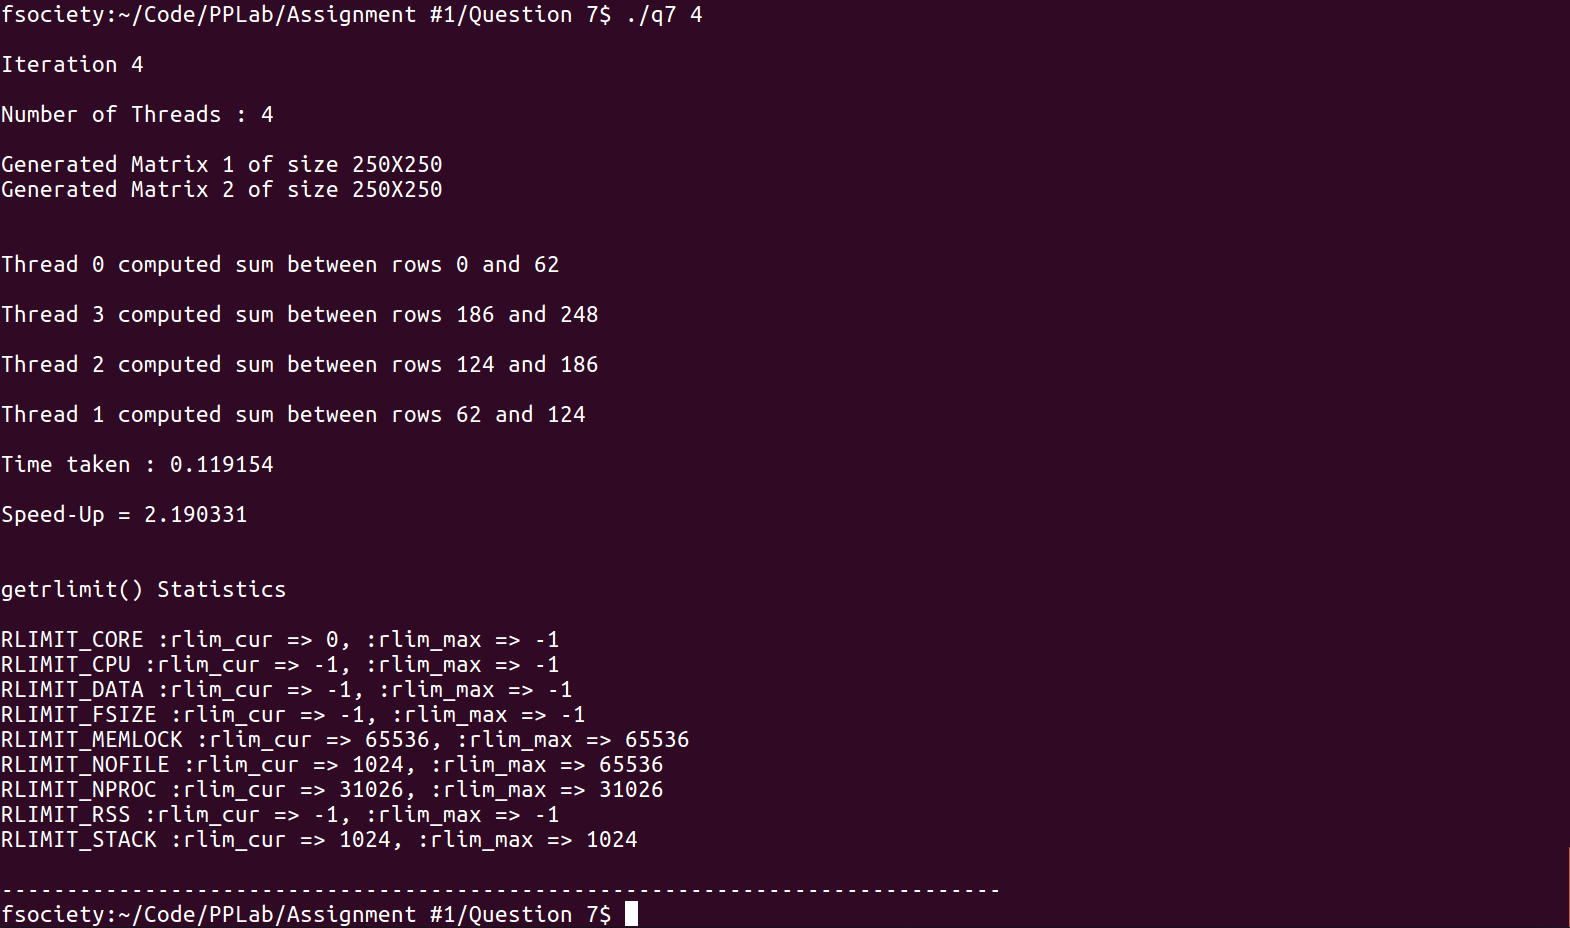 fsociety:~/Code/PPLab/Assignment #1/Question 7$ ./q7 4
Iteration 4
Number of Threads : 4
Generated Matrix 1 of size 250X250
Generated Matrix 2 of size 250X250
Thread 0 computed sum between rows 0 and 62
Thread 3 computed sum between rows 186 and 248
Thread 2 computed sum between rows 124 and 186
Thread 1 computed sum between rows 62 and 124
Time taken : 0.119154
Speed-Up = 2.190331
getrlimit() Statistics
RLIMIT_CORE :rlim_cur => 0, :rlim_max => -1
RLIMIT_CPU :rlim_cur => -1, :rlim_max => -1
RLIMIT_DATA :rlim_cur => -1, :rlim_max => -1
RLIMIT_FSIZE :rlim_cur => -1, :rlim_max => -1
RLIMIT_MEMLOCK :rlim_cur => 65536, :rlim_max => 65536
RLIMIT_NOFILE :rlim_cur => 1024, :rlim_max => 65536
RLIMIT_NPROC :rlim_cur => 31026, :rlim_max => 31026
RLIMIT_RSS :rlim_cur => -1, :rlim_max => -1
RLIMIT_STACK :rlim_cur => 1024, :rlim_max => 1024
-----------------------------------------------------------------------------
fsociety:~/Code/PPLab/Assignment #1/Question 7$